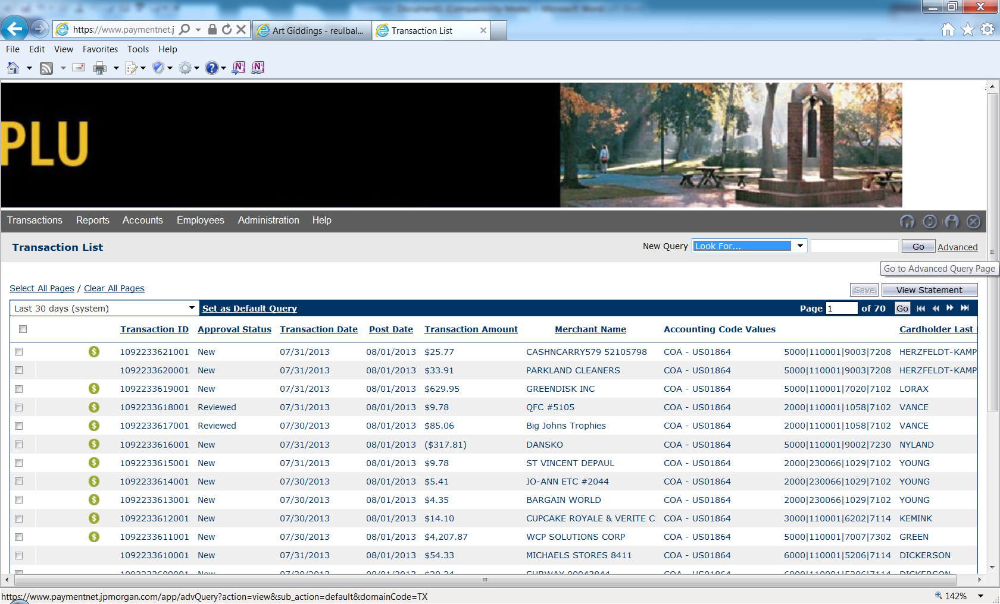 https://www.paymentnet.j
Art Giddings - reulbal...
Transaction List
File Edit View Favorites Tools Help
PLU
Transactions Reports Accounts Employees Administration Help
Transaction List
New Query Look For... Go Advanced
Go to Advanced Query Page
Select All Pages / Clear All Pages
Save View Statement
Last 30 days (system) Set as Default Query Page 1 of 70 Go
Transaction ID Approval Status Transaction Date Post Date Transaction Amount Merchant Name Accounting Code Values Cardholder Last
1092233621001 New 07/31/2013 08/01/2013 $25.77 CASHNCARRY579 52105798 COA - US01864 5000|110001|9003|7208 HERZFELDT-KAMP
1092233620001 New 07/31/2013 08/01/2013 $33.91 PARKLAND CLEANERS COA - US01864 5000|110001|9003|7208 HERZFELDT-KAMP
1092233619001 New 07/31/2013 08/01/2013 $629.95 GREENDISK INC COA - US01864 5000|110001|7020|7102 LORAX
1092233618001 Reviewed 07/31/2013 08/01/2013 $9.78 QFC #5105 COA - US01864 2000|110001|1058|7102 VANCE
1092233617001 Reviewed 07/30/2013 08/01/2013 $85.06 Big Johns Trophies COA - US01864 2000|110001|1058|7102 VANCE
1092233616001 New 07/31/2013 08/01/2013 ($317.81) DANSKO COA - US01864 5000|110001|9002|7230 NYLAND
1092233615001 New 07/31/2013 08/01/2013 $9.78 ST VINCENT DEPAUL COA - US01864 2000|230066|1029|7102 YOUNG
1092233614001 New 07/30/2013 08/01/2013 $5.41 JO-ANN ETC #2044 COA - US01864 2000|230066|1029|7102 YOUNG
1092233613001 New 07/30/2013 08/01/2013 $4.35 BARGAIN WORLD COA - US01864 2000|230066|1029|7102 YOUNG
1092233612001 New 07/30/2013 08/01/2013 $14.10 CUPCAKE ROYALE & VERITE C COA - US01864 3000|110001|6202|7114 KEMINK
1092233611001 New 07/30/2013 08/01/2013 $4,207.87 WCP SOLUTIONS CORP COA - US01864 5000|110001|7007|7302 GREEN
1092233610001 New 07/31/2013 08/01/2013 $54.33 MICHAELS STORES 8411 COA - US01864 6000|110001|5206|7114 DICKERSON
https://www.paymentnet.jpmorgan.com/app/advQuery?action=view&sub_action=default&domainCode=TX
142%